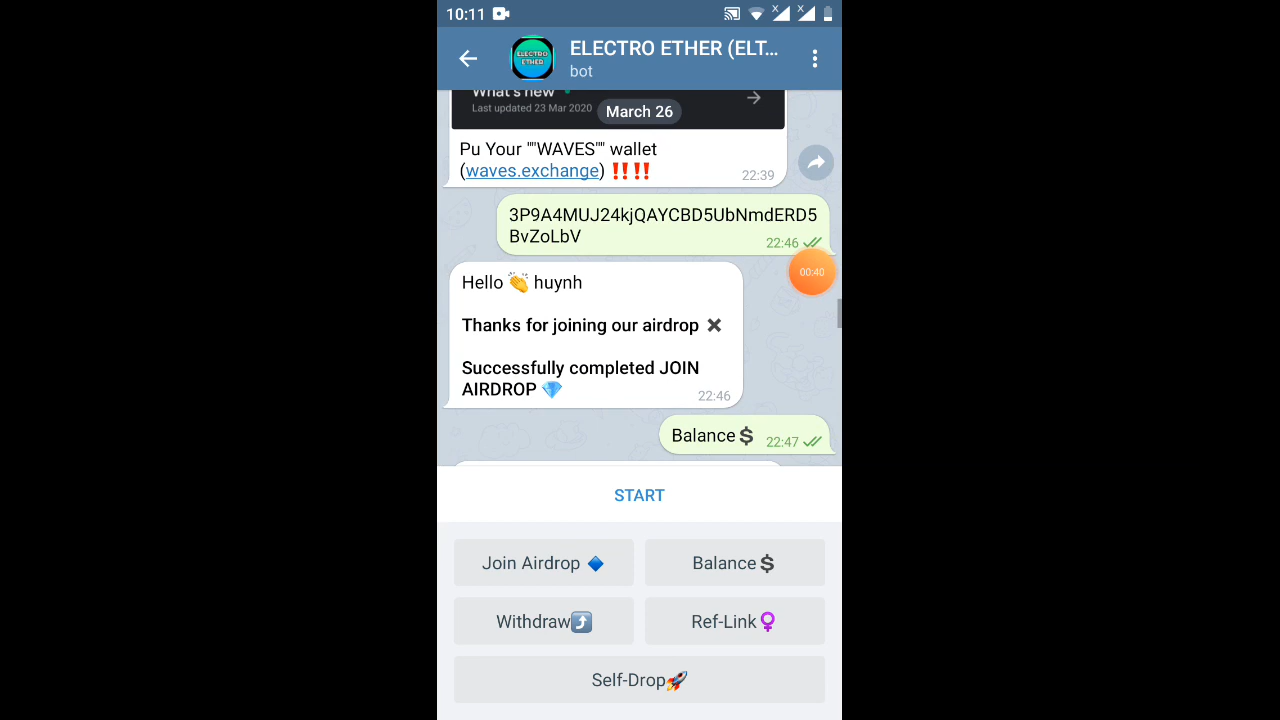 10:11
ELECTRO ETHER (ELT...
bot
ELECTRO
ETHER
What's new
Last updated 23 Mar 2020
March 26
Pu Your ""WAVES"" wallet
(waves.exchange) ‼️‼️
22:39
3P9A4MUJ24kjQAYCBD5UbNmdERD5
BvZoLbV
22:46
00:40
Hello 👏 huynh
Thanks for joining our airdrop ✖
Successfully completed JOIN
AIRDROP 💎
22:46
Balance💲 22:47
START
Join Airdrop 🔹
Balance💲
Withdraw⤴️
Ref-Link♀
Self-Drop🚀